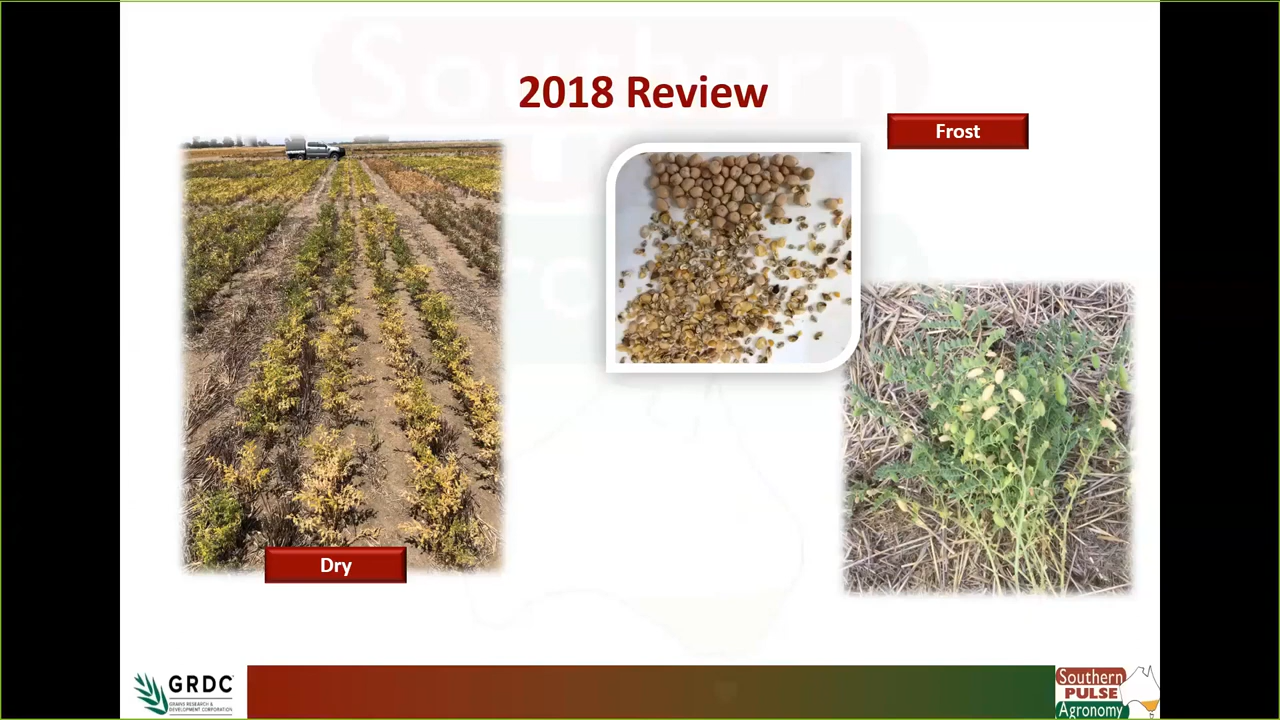 2018 Review
Frost
Dry
GRDC
GRAINS RESEARCH &
DEVELOPMENT CORPORATION
Southern
PULSE
Agronomy